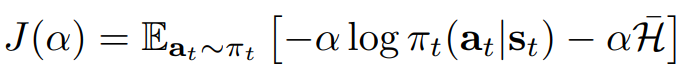 J(α) = 𝔼_{𝐚_t∼π_t} [−α log π_t(𝐚_t|𝐬_t) − αℋ̄]